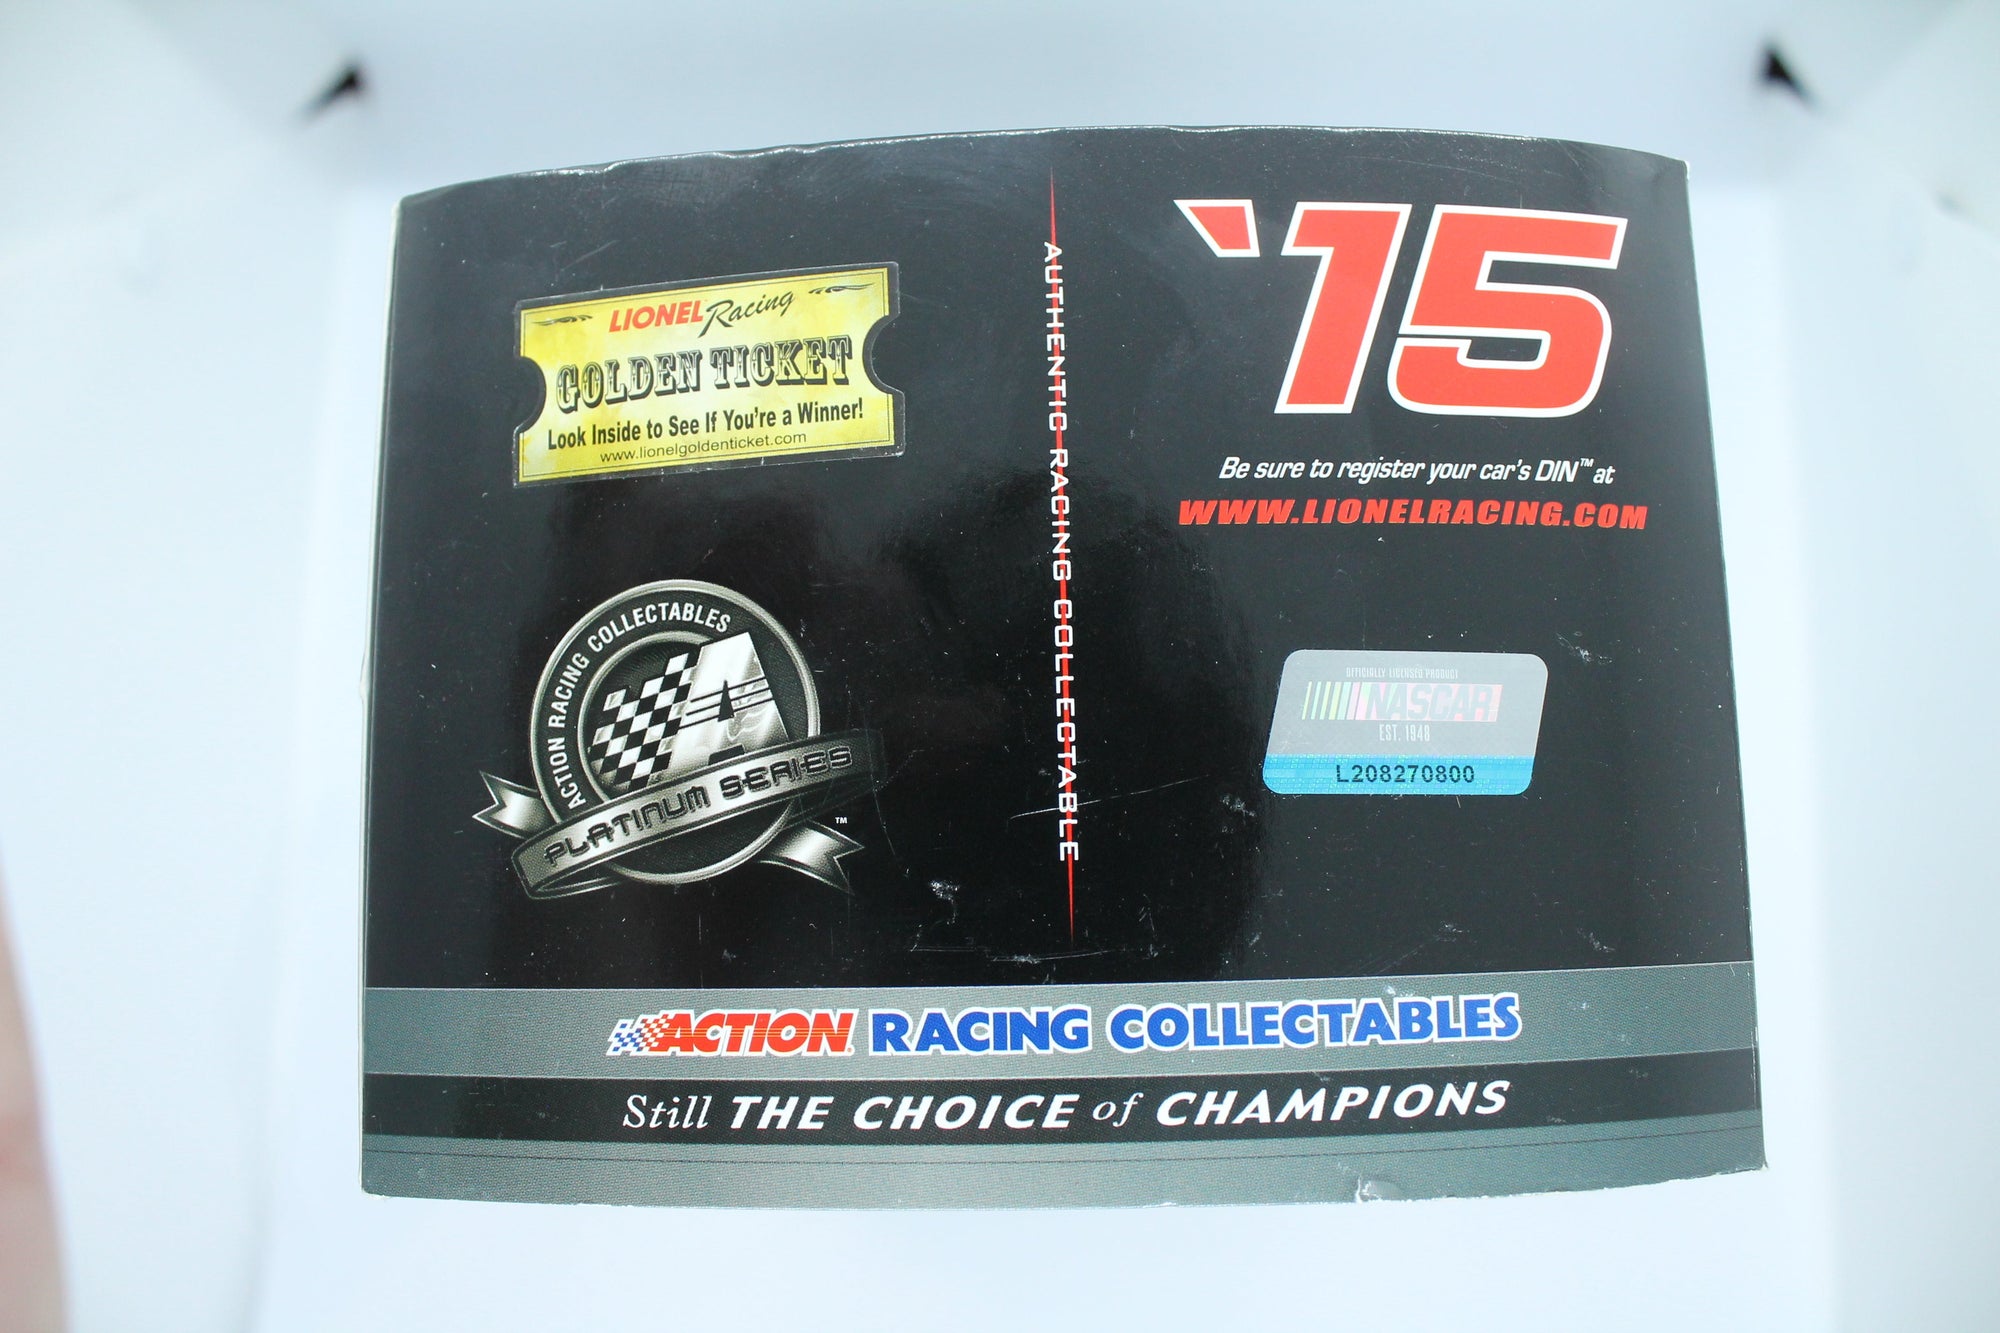 LIONEL Racing
GOLDEN TICKET
Look Inside to See If You're a Winner!
www.lionelgoldenticket.com
ACTION RACING COLLECTABLES
A
PLATINUM SERIES
TM
AUTHENTIC RACING COLLECTABLE
'15
Be sure to register your car's DIN™ at
WWW.LIONELRACING.COM
OFFICIALLY LICENSED PRODUCT
NASCAR
EST. 1948
L208270800
ACTION RACING COLLECTABLES
Still THE CHOICE of CHAMPIONS